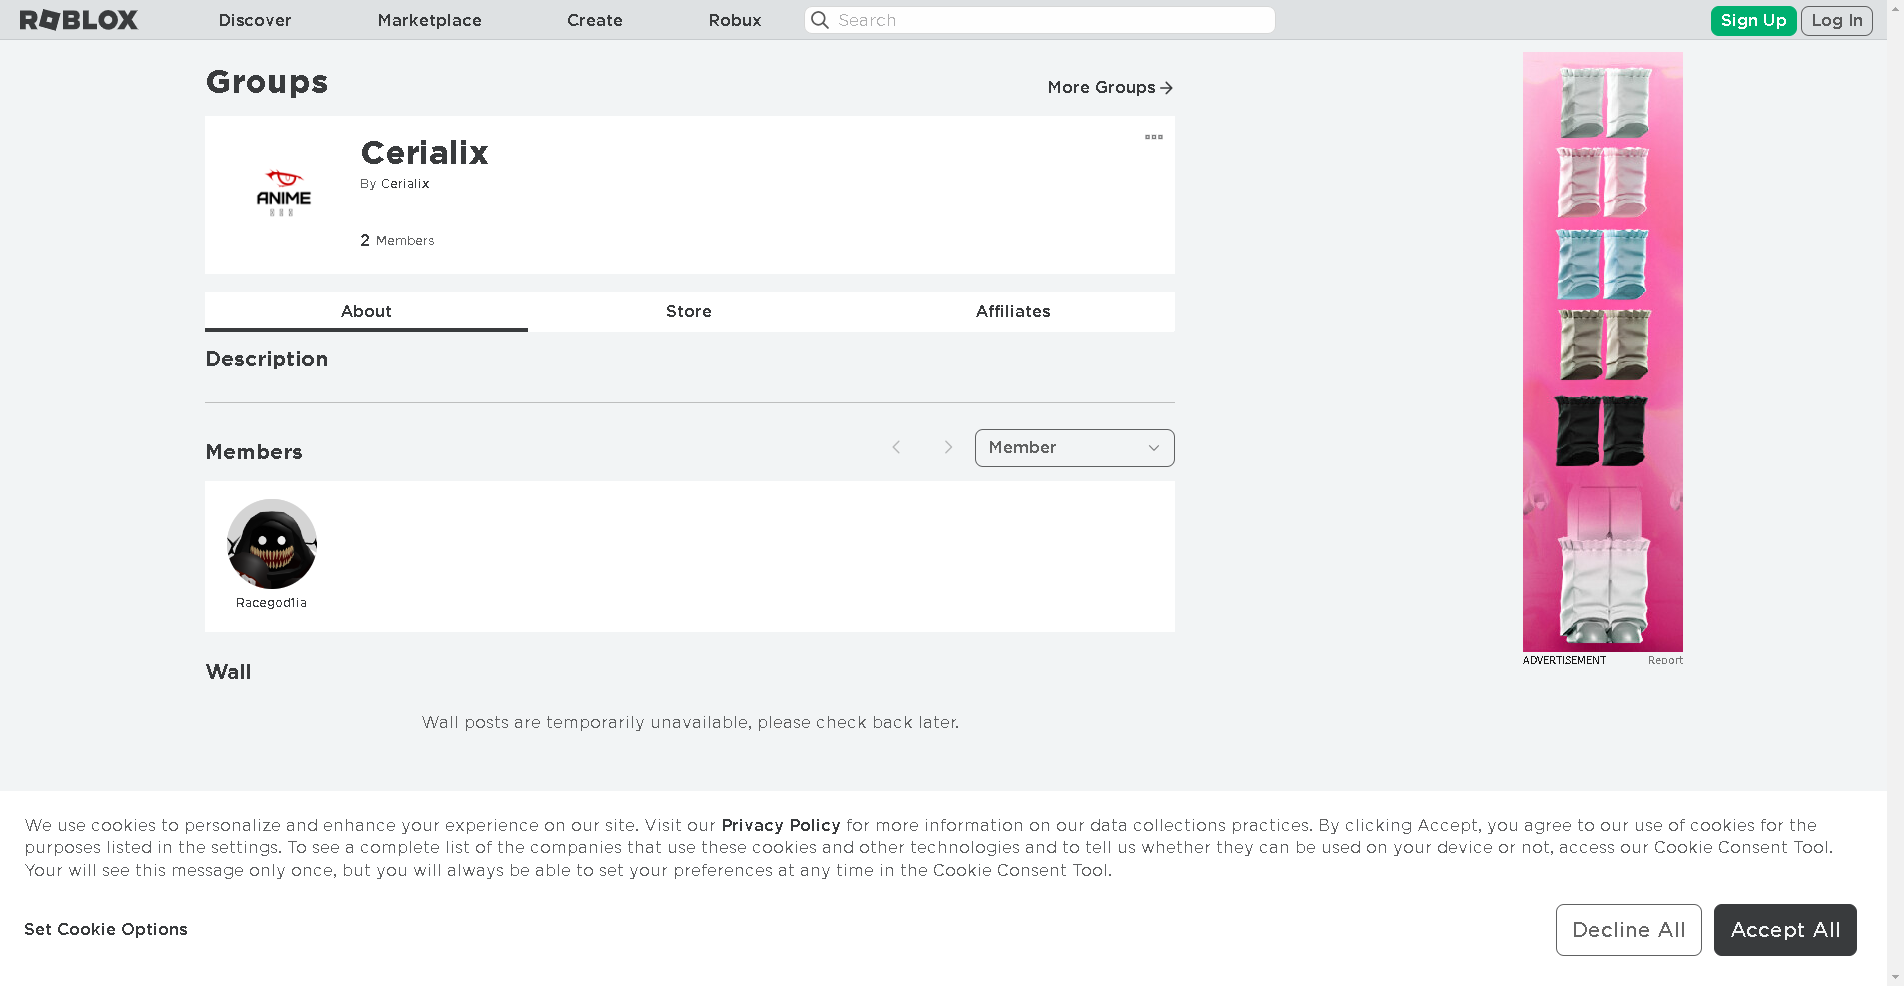 ROBLOX
Discover
Marketplace
Create
Robux
Search
Sign Up
Log In
Groups
More Groups
ANIME
Cerialix
By Cerialix
2 Members
About
Store
Affiliates
Description
Members
Member
Racegod1ia
Wall
Wall posts are temporarily unavailable, please check back later.
ADVERTISEMENT
Report
We use cookies to personalize and enhance your experience on our site. Visit our Privacy Policy for more information on our data collections practices. By clicking Accept, you agree to our use of cookies for the
purposes listed in the settings. To see a complete list of the companies that use these cookies and other technologies and to tell us whether they can be used on your device or not, access our Cookie Consent Tool.
Your will see this message only once, but you will always be able to set your preferences at any time in the Cookie Consent Tool.
Set Cookie Options
Decline All
Accept All